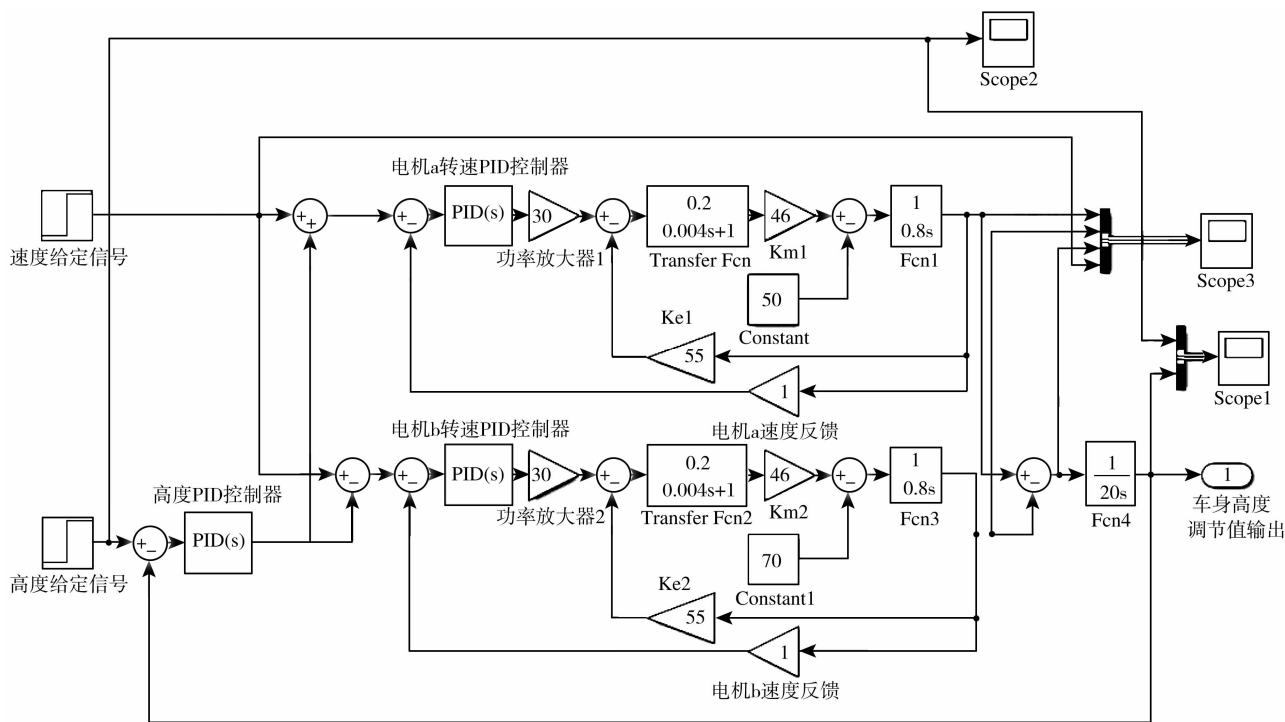 Scope2
电机a转速PID控制器
速度给定信号
+
+
+
−
PID(s)
30
功率放大器1
+
−
0.2
0.004s+1
Transfer Fcn
46
Km1
+
−
1
0.8s
Fcn1
Scope3
50
Constant
Ke1
55
1
电机a速度反馈
Scope1
电机b转速PID控制器
高度PID控制器
高度给定信号
+
−
PID(s)
+
−
+
−
PID(s)
30
功率放大器2
+
−
0.2
0.004s+1
Transfer Fcn2
46
Km2
+
−
1
0.8s
Fcn3
+
−
1
20s
Fcn4
1
车身高度
调节值输出
70
Constant1
Ke2
55
1
电机b速度反馈